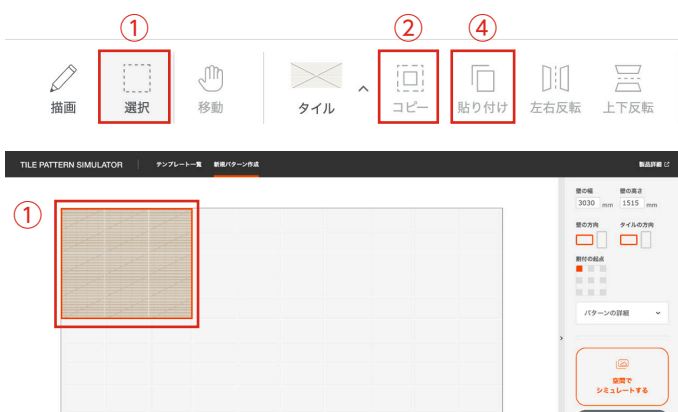 ① ② ④
描画 選択 移動 タイル コピー 貼り付け 左右反転 上下反転
TILE PATTERN SIMULATOR テンプレート一覧 新規パターン作成 製品詳細
①
壁の幅 壁の高さ
3030 mm 1515 mm
壁の方向 タイルの方向
割付の起点
パターンの詳細
空間で
シミュレートする